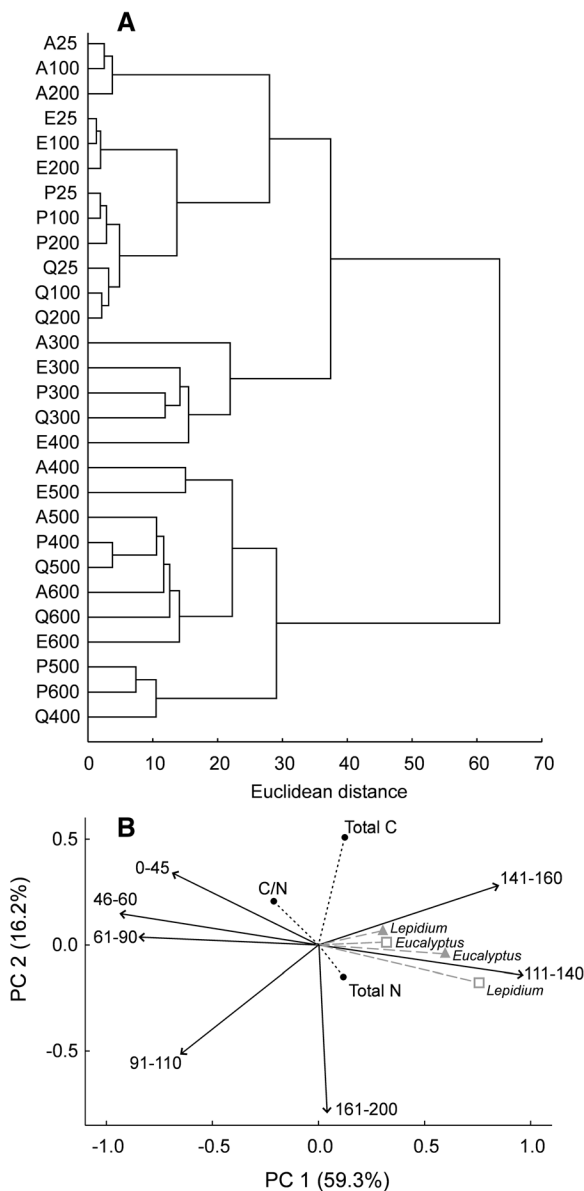 A
A25
A100
A200
E25
E100
E200
P25
P100
P200
Q25
Q100
Q200
A300
E300
P300
Q300
E400
A400
E500
A500
P400
Q500
A600
Q600
E600
P500
P600
Q400
0 10 20 30 40 50 60 70
Euclidean distance
B
PC 2 (16.2%)
0.5
0.0
-0.5
Total C
0-45
C/N
141-160
46-60
Lepidium
61-90
Eucalyptus
Eucalyptus
111-140
Total N
Lepidium
91-110
161-200
-1.0 -0.5 0.0 0.5 1.0
PC 1 (59.3%)